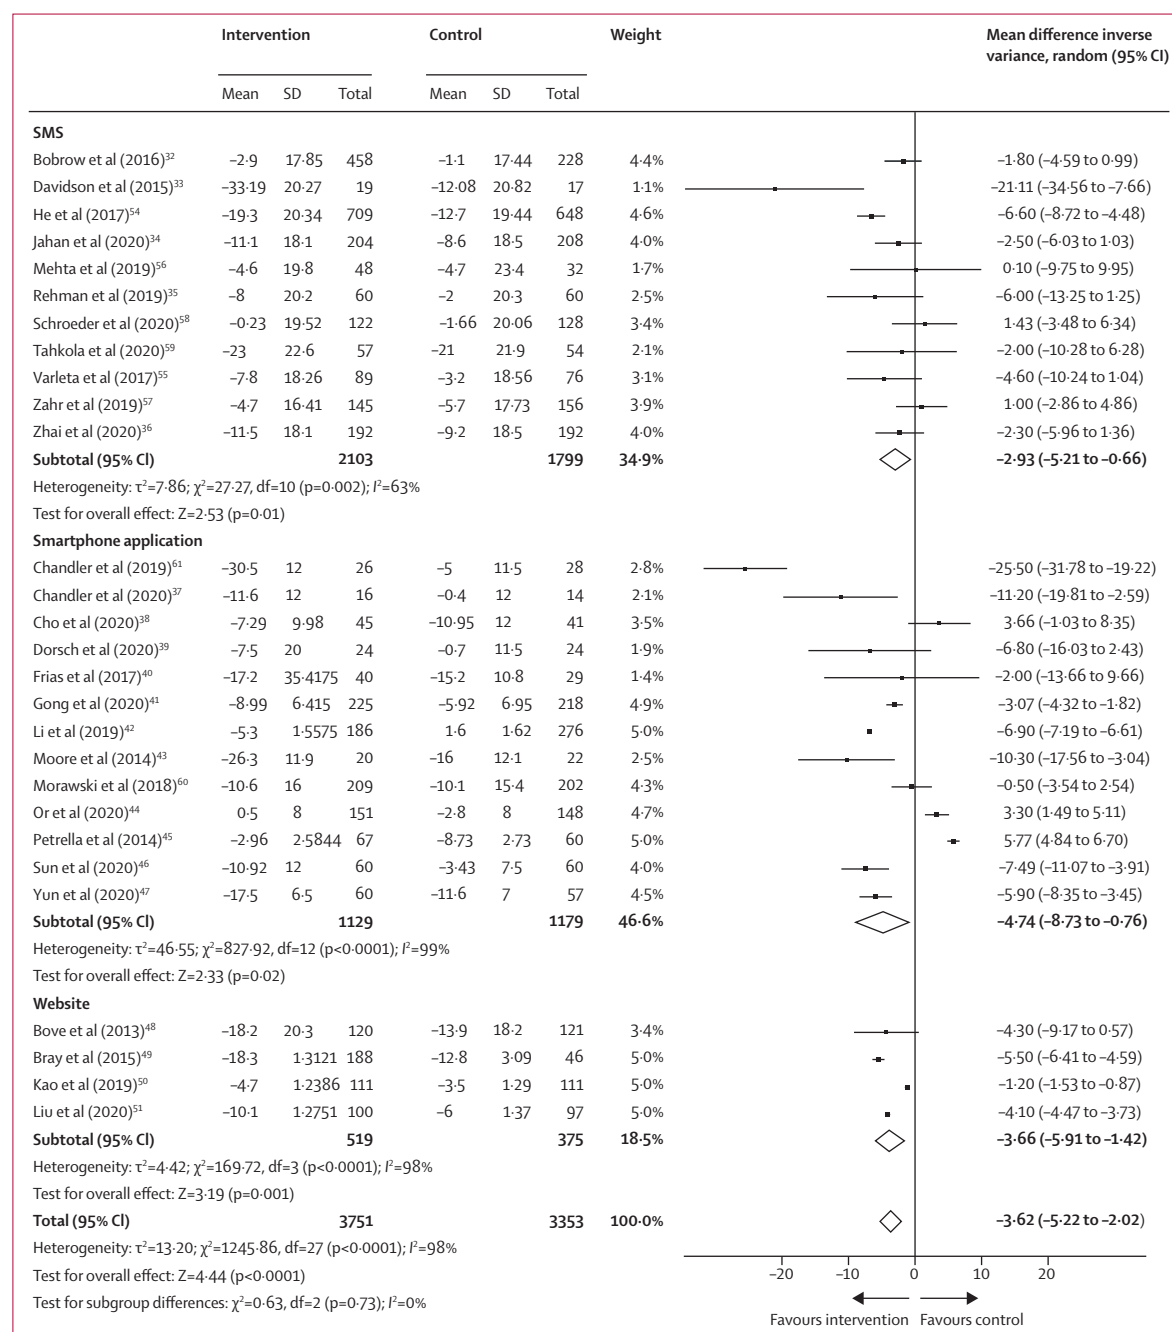 Intervention Control Weight Mean difference inverse
variance, random (95% CI)
Mean SD Total Mean SD Total
SMS
Bobrow et al (2016)³² –2·9 17·85 458 –1·1 17·44 228 4·4% –1·80 (–4·59 to 0·99)
Davidson et al (2015)³³ –33·19 20·27 19 –12·08 20·82 17 1·1% –21·11 (–34·56 to –7·66)
He et al (2017)⁵⁴ –19·3 20·34 709 –12·7 19·44 648 4·6% –6·60 (–8·72 to –4·48)
Jahan et al (2020)³⁴ –11·1 18·1 204 –8·6 18·5 208 4·0% –2·50 (–6·03 to 1·03)
Mehta et al (2019)⁵⁶ –4·6 19·8 48 –4·7 23·4 32 1·7% 0·10 (–9·75 to 9·95)
Rehman et al (2019)³⁵ –8 20·2 60 –2 20·3 60 2·5% –6·00 (–13·25 to 1·25)
Schroeder et al (2020)⁵⁸ –0·23 19·52 122 –1·66 20·06 128 3·4% 1·43 (–3·48 to 6·34)
Tahkola et al (2020)⁵⁹ –23 22·6 57 –21 21·9 54 2·1% –2·00 (–10·28 to 6·28)
Varleta et al (2017)⁵⁵ –7·8 18·26 89 –3·2 18·56 76 3·1% –4·60 (–10·24 to 1·04)
Zahr et al (2019)⁵⁷ –4·7 16·41 145 –5·7 17·73 156 3·9% 1·00 (–2·86 to 4·86)
Zhai et al (2020)³⁶ –11·5 18·1 192 –9·2 18·5 192 4·0% –2·30 (–5·96 to 1·36)
Subtotal (95% CI) 2103 1799 34·9% –2·93 (–5·21 to –0·66)
Heterogeneity: τ²=7·86; χ²=27·27, df=10 (p=0·002); I²=63%
Test for overall effect: Z=2·53 (p=0·01)
Smartphone application
Chandler et al (2019)⁶¹ –30·5 12 26 –5 11·5 28 2·8% –25·50 (–31·78 to –19·22)
Chandler et al (2020)³⁷ –11·6 12 16 –0·4 12 14 2·1% –11·20 (–19·81 to –2·59)
Cho et al (2020)³⁸ –7·29 9·98 45 –10·95 12 41 3·5% 3·66 (–1·03 to 8·35)
Dorsch et al (2020)³⁹ –7·5 20 24 –0·7 11·5 24 1·9% –6·80 (–16·03 to 2·43)
Frias et al (2017)⁴⁰ –17·2 35·4175 40 –15·2 10·8 29 1·4% –2·00 (–13·66 to 9·66)
Gong et al (2020)⁴¹ –8·99 6·415 225 –5·92 6·95 218 4·9% –3·07 (–4·32 to –1·82)
Li et al (2019)⁴² –5·3 1·5575 186 1·6 1·62 276 5·0% –6·90 (–7·19 to –6·61)
Moore et al (2014)⁴³ –26·3 11·9 20 –16 12·1 22 2·5% –10·30 (–17·56 to –3·04)
Morawski et al (2018)⁶⁰ –10·6 16 209 –10·1 15·4 202 4·3% –0·50 (–3·54 to 2·54)
Or et al (2020)⁴⁴ 0·5 8 151 –2·8 8 148 4·7% 3·30 (1·49 to 5·11)
Petrella et al (2014)⁴⁵ –2·96 2·5844 67 –8·73 2·73 60 5·0% 5·77 (4·84 to 6·70)
Sun et al (2020)⁴⁶ –10·92 12 60 –3·43 7·5 60 4·0% –7·49 (–11·07 to –3·91)
Yun et al (2020)⁴⁷ –17·5 6·5 60 –11·6 7 57 4·5% –5·90 (–8·35 to –3·45)
Subtotal (95% CI) 1129 1179 46·6% –4·74 (–8·73 to –0·76)
Heterogeneity: τ²=46·55; χ²=827·92, df=12 (p<0·0001); I²=99%
Test for overall effect: Z=2·33 (p=0·02)
Website
Bove et al (2013)⁴⁸ –18·2 20·3 120 –13·9 18·2 121 3·4% –4·30 (–9·17 to 0·57)
Bray et al (2015)⁴⁹ –18·3 1·3121 188 –12·8 3·09 46 5·0% –5·50 (–6·41 to –4·59)
Kao et al (2019)⁵⁰ –4·7 1·2386 111 –3·5 1·29 111 5·0% –1·20 (–1·53 to –0·87)
Liu et al (2020)⁵¹ –10·1 1·2751 100 –6 1·37 97 5·0% –4·10 (–4·47 to –3·73)
Subtotal (95% CI) 519 375 18·5% –3·66 (–5·91 to –1·42)
Heterogeneity: τ²=4·42; χ²=169·72, df=3 (p<0·0001); I²=98%
Test for overall effect: Z=3·19 (p=0·001)
Total (95% CI) 3751 3353 100·0% –3·62 (–5·22 to –2·02)
Heterogeneity: τ²=13·20; χ²=1245·86, df=27 (p<0·0001); I²=98%
Test for overall effect: Z=4·44 (p<0·0001)
Test for subgroup differences: χ²=0·63, df=2 (p=0·73); I²=0%
–20 –10 0 10 20
Favours intervention Favours control